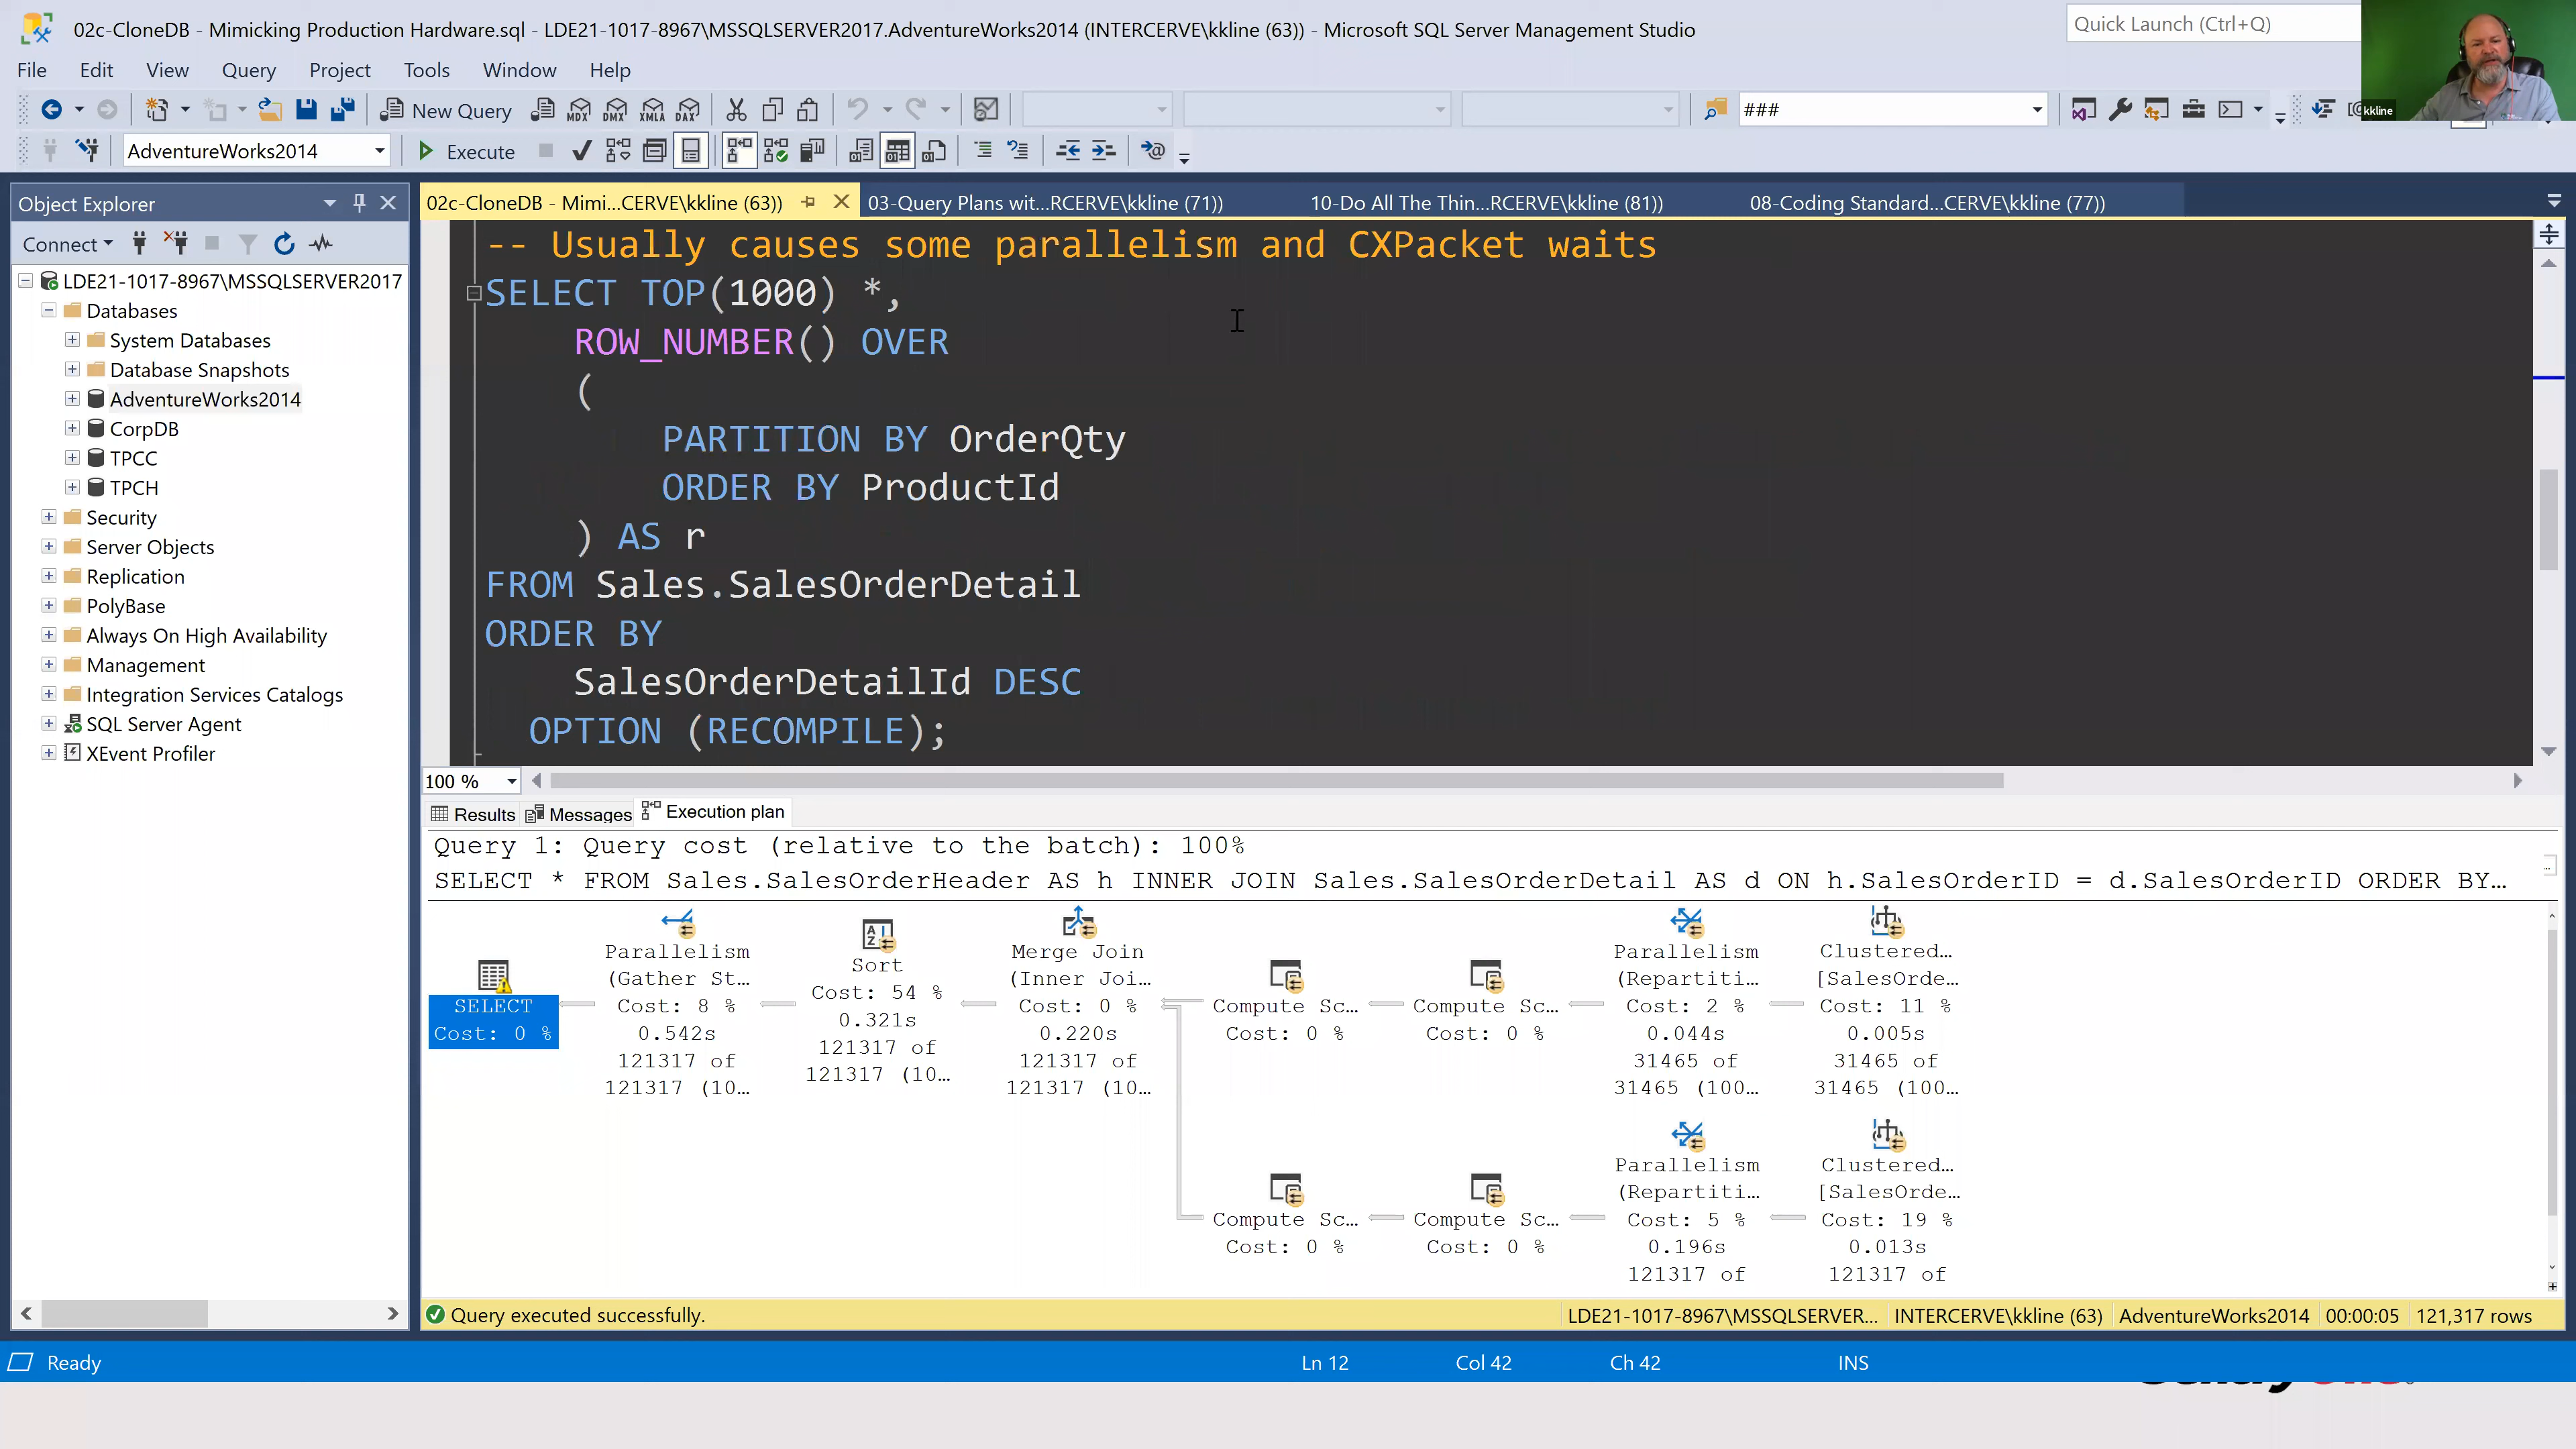 02c-CloneDB - Mimicking Production Hardware.sql - LDE21-1017-8967\MSSQLSERVER2017.AdventureWorks2014 (INTERCERVE\kkline (63)) - Microsoft SQL Server Management Studio
Quick Launch (Ctrl+Q)
File Edit View Query Project Tools Window Help
New Query MDX DMX XMLA DAX ###
kkline
AdventureWorks2014 Execute
Object Explorer
02c-CloneDB - Mimi...CERVE\kkline (63)) 03-Query Plans wit...RCERVE\kkline (71)) 10-Do All The Thin...RCERVE\kkline (81)) 08-Coding Standard...CERVE\kkline (77))
Connect
LDE21-1017-8967\MSSQLSERVER2017
Databases
System Databases
Database Snapshots
AdventureWorks2014
CorpDB
TPCC
TPCH
Security
Server Objects
Replication
PolyBase
Always On High Availability
Management
Integration Services Catalogs
SQL Server Agent
XEvent Profiler
-- Usually causes some parallelism and CXPacket waits
SELECT TOP(1000) *,
ROW_NUMBER() OVER
(
PARTITION BY OrderQty
ORDER BY ProductId
) AS r
FROM Sales.SalesOrderDetail
ORDER BY
SalesOrderDetailId DESC
OPTION (RECOMPILE);
100 %
Results Messages Execution plan
Query 1: Query cost (relative to the batch): 100%
SELECT * FROM Sales.SalesOrderHeader AS h INNER JOIN Sales.SalesOrderDetail AS d ON h.SalesOrderID = d.SalesOrderID ORDER BY…
SELECT
Cost: 0 %
Parallelism
(Gather St…
Cost: 8 %
0.542s
121317 of
121317 (10…
Sort
Cost: 54 %
0.321s
121317 of
121317 (10…
Merge Join
(Inner Joi…
Cost: 0 %
0.220s
121317 of
121317 (10…
Compute Sc…
Cost: 0 %
Compute Sc…
Cost: 0 %
Parallelism
(Repartiti…
Cost: 2 %
0.044s
31465 of
31465 (100…
Clustered…
[SalesOrde…
Cost: 11 %
0.005s
31465 of
31465 (100…
Compute Sc…
Cost: 0 %
Compute Sc…
Cost: 0 %
Parallelism
(Repartiti…
Cost: 5 %
0.196s
121317 of
Clustered…
[SalesOrde…
Cost: 19 %
0.013s
121317 of
Query executed successfully. LDE21-1017-8967\MSSQLSERVER... INTERCERVE\kkline (63) AdventureWorks2014 00:00:05 121,317 rows
Ready Ln 12 Col 42 Ch 42 INS